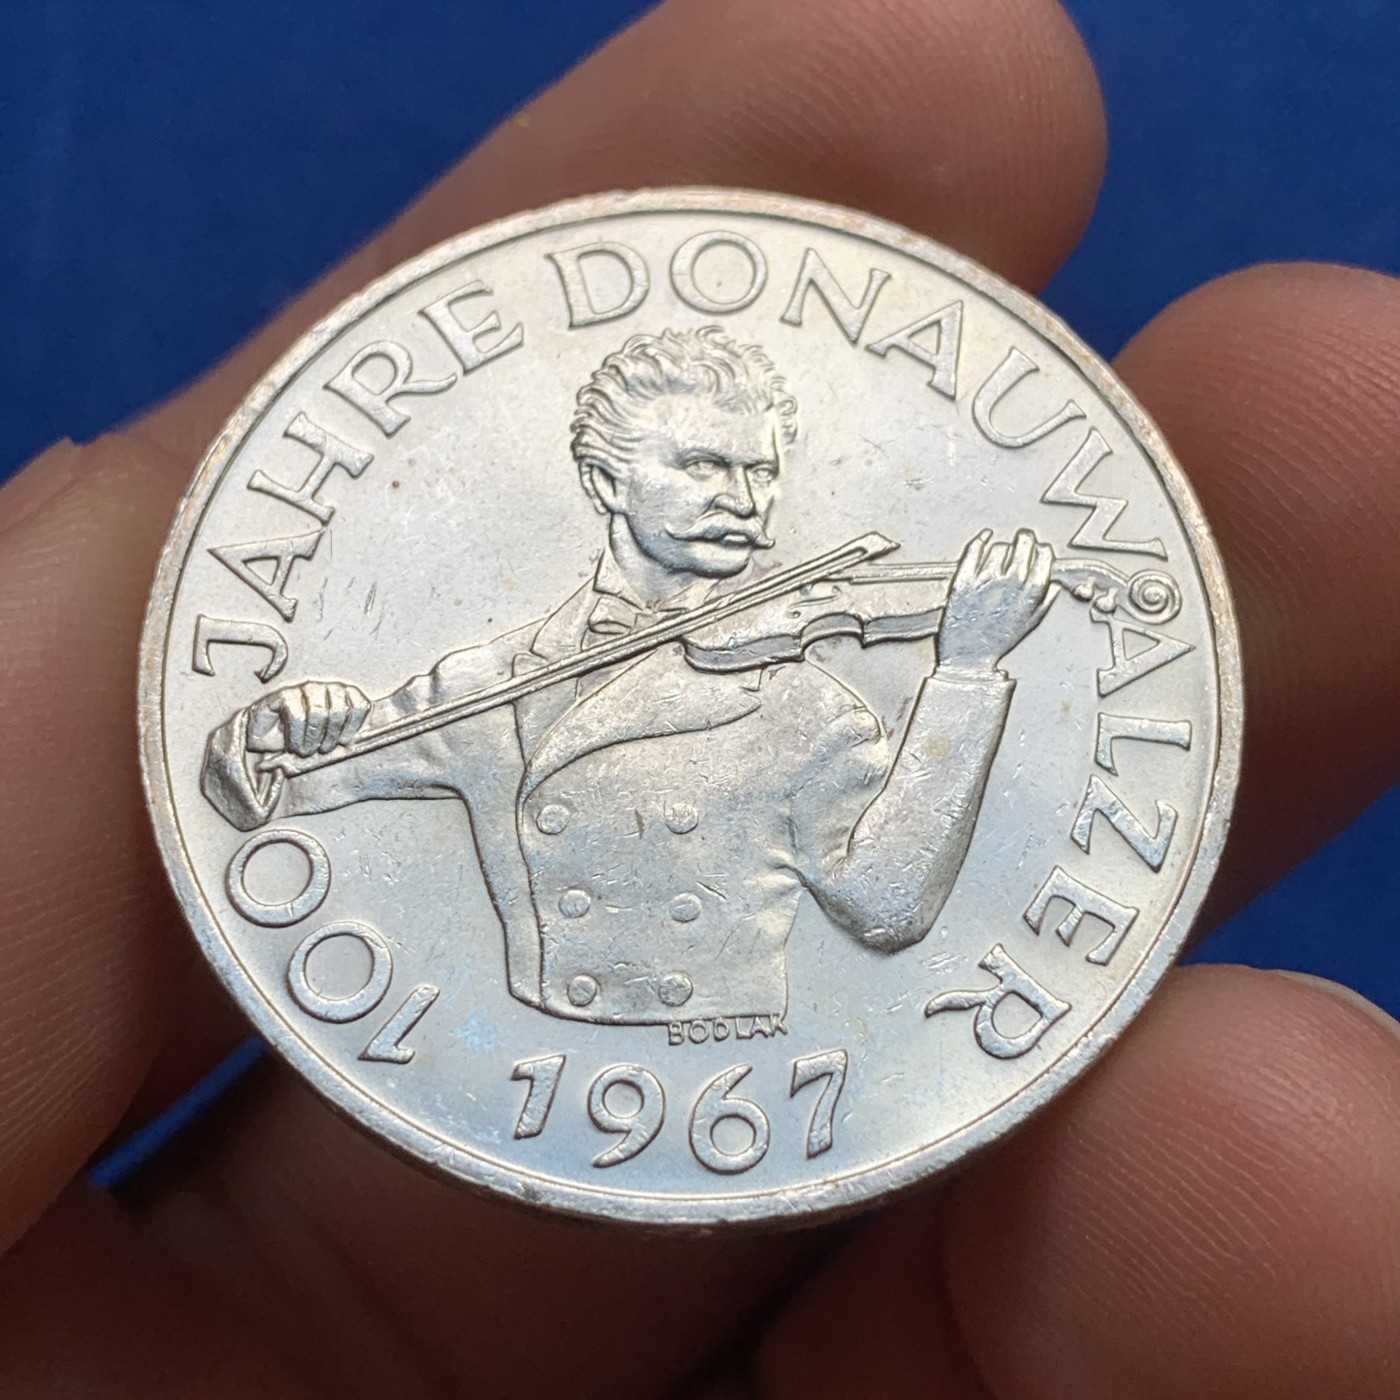 100 JAHRE DONAUWALZER
BODLAK
1967